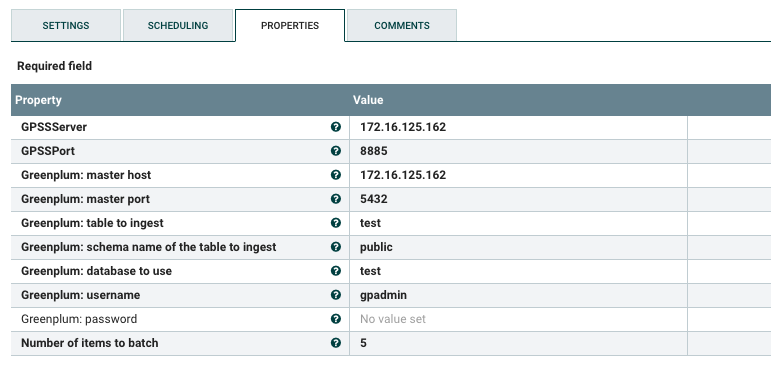 SETTINGS SCHEDULING PROPERTIES COMMENTS
Required field
Property Value
GPSSServer ? 172.16.125.162
GPSSPort ? 8885
Greenplum: master host ? 172.16.125.162
Greenplum: master port ? 5432
Greenplum: table to ingest ? test
Greenplum: schema name of the table to ingest ? public
Greenplum: database to use ? test
Greenplum: username ? gpadmin
Greenplum: password ? No value set
Number of items to batch ? 5